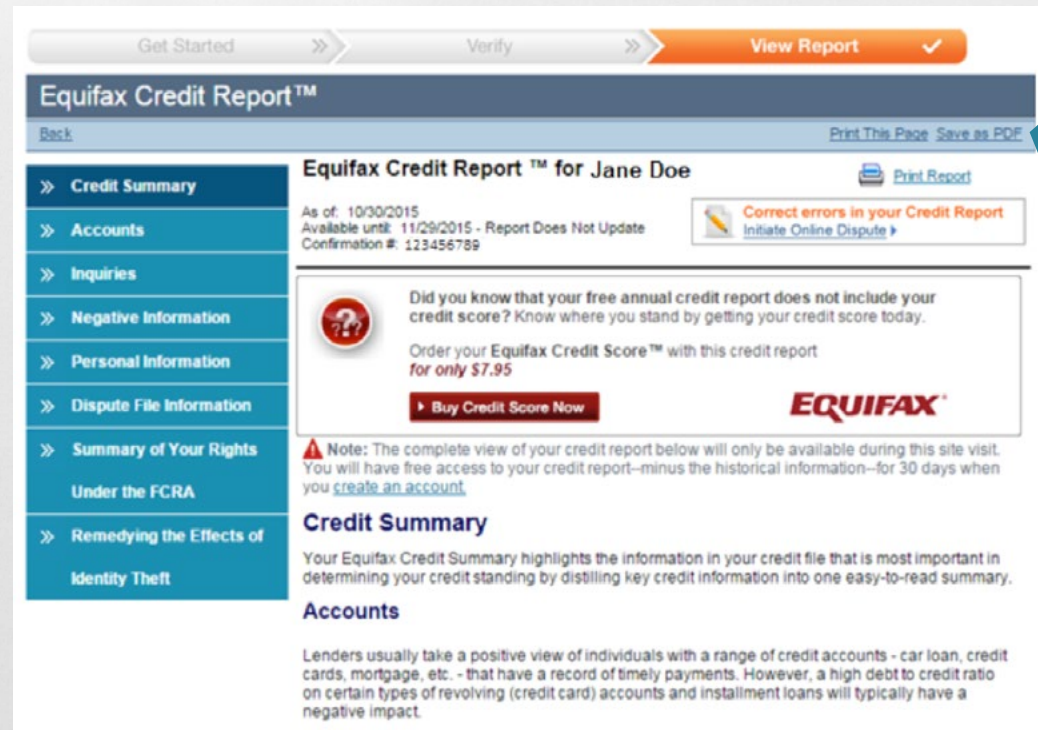 Get Started » Verify » View Report
Equifax Credit Report™
Back Print This Page Save as PDF
» Credit Summary
» Accounts
» Inquiries
» Negative Information
» Personal Information
» Dispute File Information
» Summary of Your Rights
Under the FCRA
» Remedying the Effects of
Identity Theft
Equifax Credit Report ™ for Jane Doe
Print Report
As of: 10/30/2015
Available until: 11/29/2015 - Report Does Not Update
Confirmation #: 123456789
Correct errors in your Credit Report
Initiate Online Dispute
???
Did you know that your free annual credit report does not include your
credit score? Know where you stand by getting your credit score today.
Order your Equifax Credit Score™ with this credit report
for only $7.95
Buy Credit Score Now
EQUIFAX
Note: The complete view of your credit report below will only be available during this site visit.
You will have free access to your credit report--minus the historical information--for 30 days when
you create an account.
Credit Summary
Your Equifax Credit Summary highlights the information in your credit file that is most important in
determining your credit standing by distilling key credit information into one easy-to-read summary.
Accounts
Lenders usually take a positive view of individuals with a range of credit accounts - car loan, credit
cards, mortgage, etc. - that have a record of timely payments. However, a high debt to credit ratio
on certain types of revolving (credit card) accounts and installment loans will typically have a
negative impact.